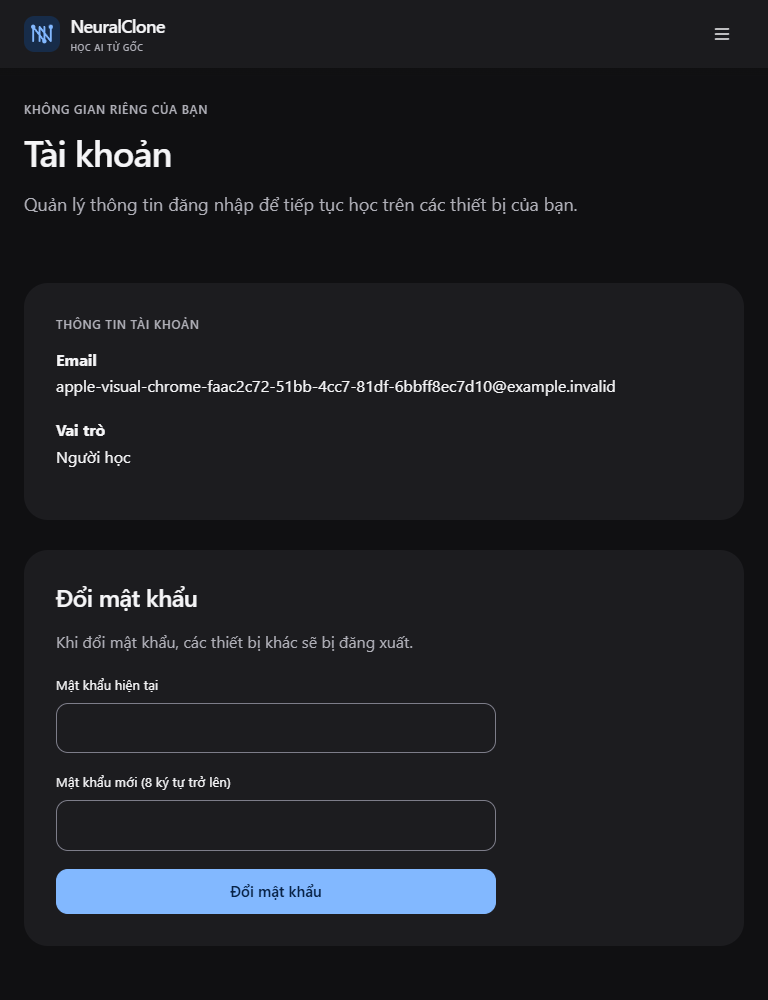 NeuralClone
HỌC AI TỪ GỐC
KHÔNG GIAN RIÊNG CỦA BẠN
Tài khoản
Quản lý thông tin đăng nhập để tiếp tục học trên các thiết bị của bạn.
THÔNG TIN TÀI KHOẢN
Email
apple-visual-chrome-faac2c72-51bb-4cc7-81df-6bbff8ec7d10@example.invalid
Vai trò
Người học
Đổi mật khẩu
Khi đổi mật khẩu, các thiết bị khác sẽ bị đăng xuất.
Mật khẩu hiện tại
Mật khẩu mới (8 ký tự trở lên)
Đổi mật khẩu